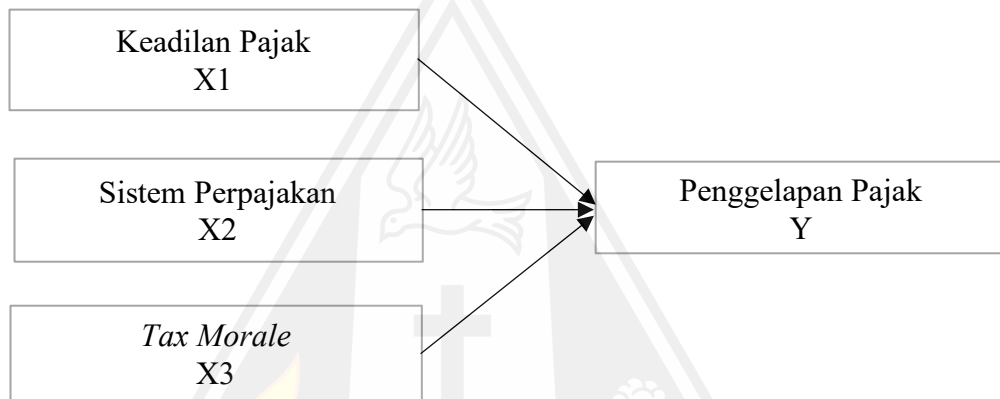 Keadilan Pajak
X1
Sistem Perpajakan
X2
Penggelapan Pajak
Y
Tax Morale
X3